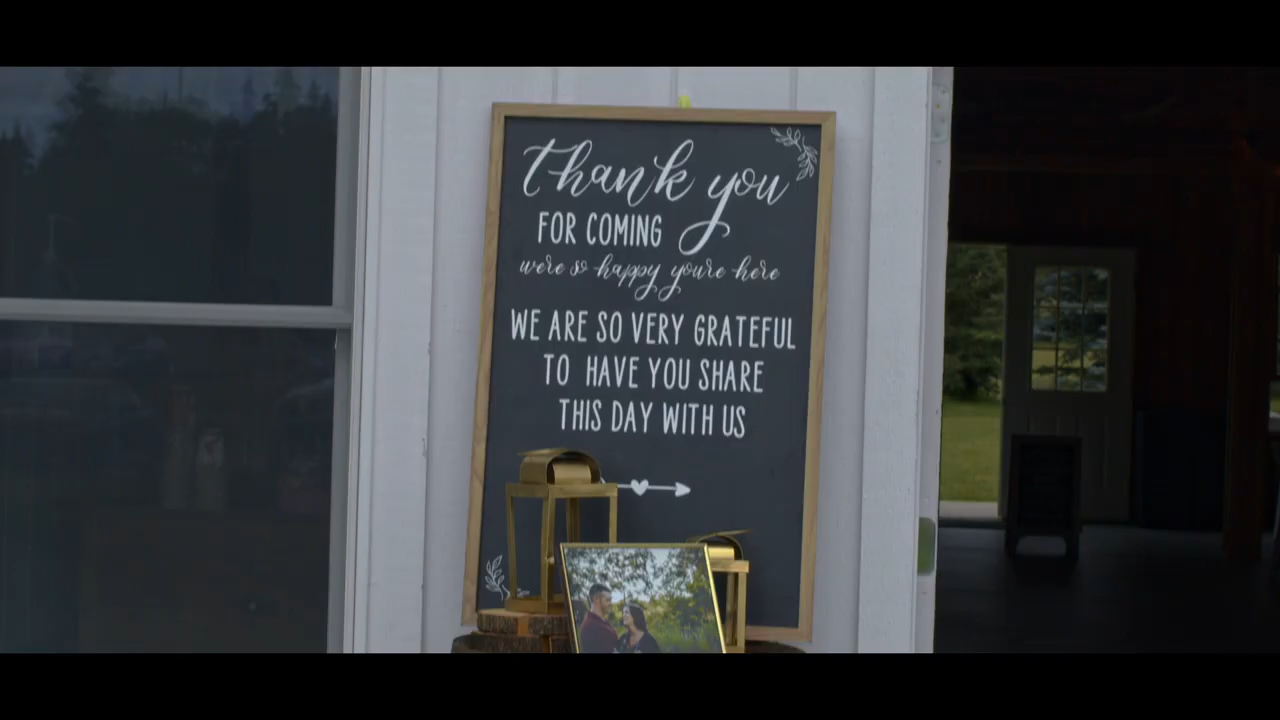 thank you
FOR COMING
we're so happy you're here
WE ARE SO VERY GRATEFUL
TO HAVE YOU SHARE
THIS DAY WITH US